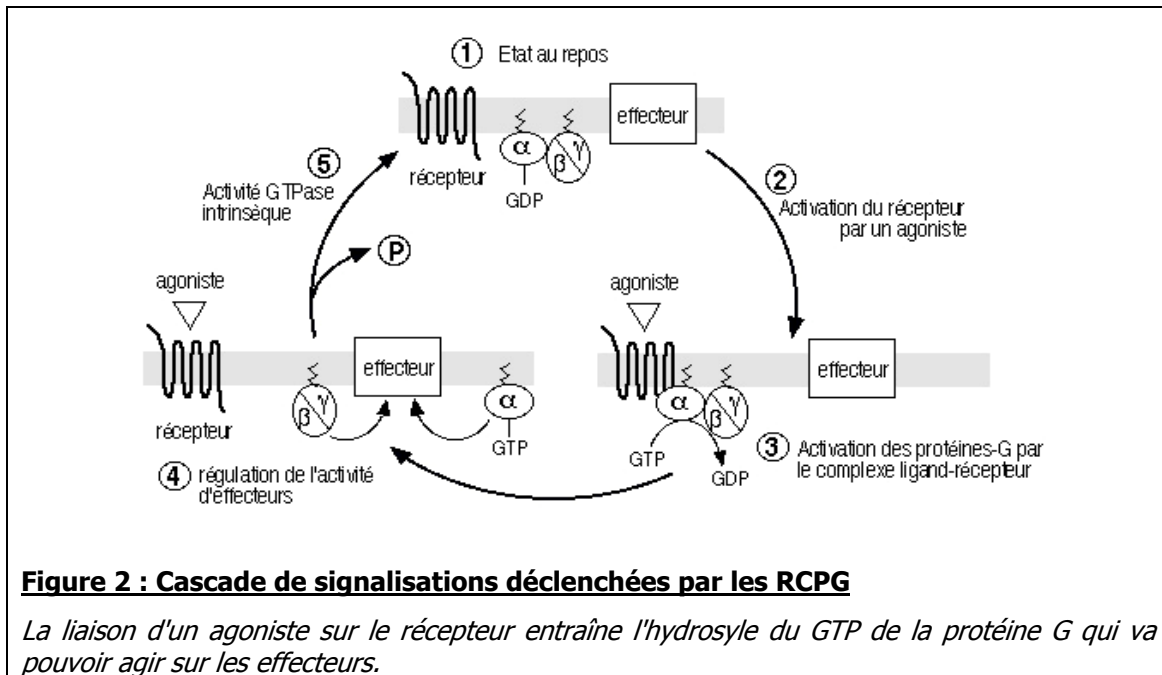 ① Etat au repos
effecteur
α
β γ
récepteur
GDP
⑤
Activité GTPase
intrinsèque
②
Activation du récepteur
par un agoniste
P
agoniste
effecteur
β γ
α
GTP
récepteur
④ régulation de l'activité
d'effecteurs
agoniste
effecteur
α
β γ
GTP
GDP
③ Activation des protéines-G par
le complexe ligand-récepteur
Figure 2 : Cascade de signalisations déclenchées par les RCPG
La liaison d'un agoniste sur le récepteur entraîne l'hydrosyle du GTP de la protéine G qui va
pouvoir agir sur les effecteurs.